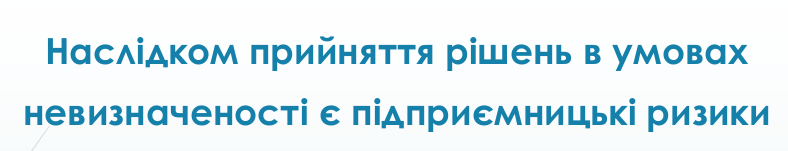 Наслідком прийняття рішень в умовах
невизначеності є підприємницькі ризики